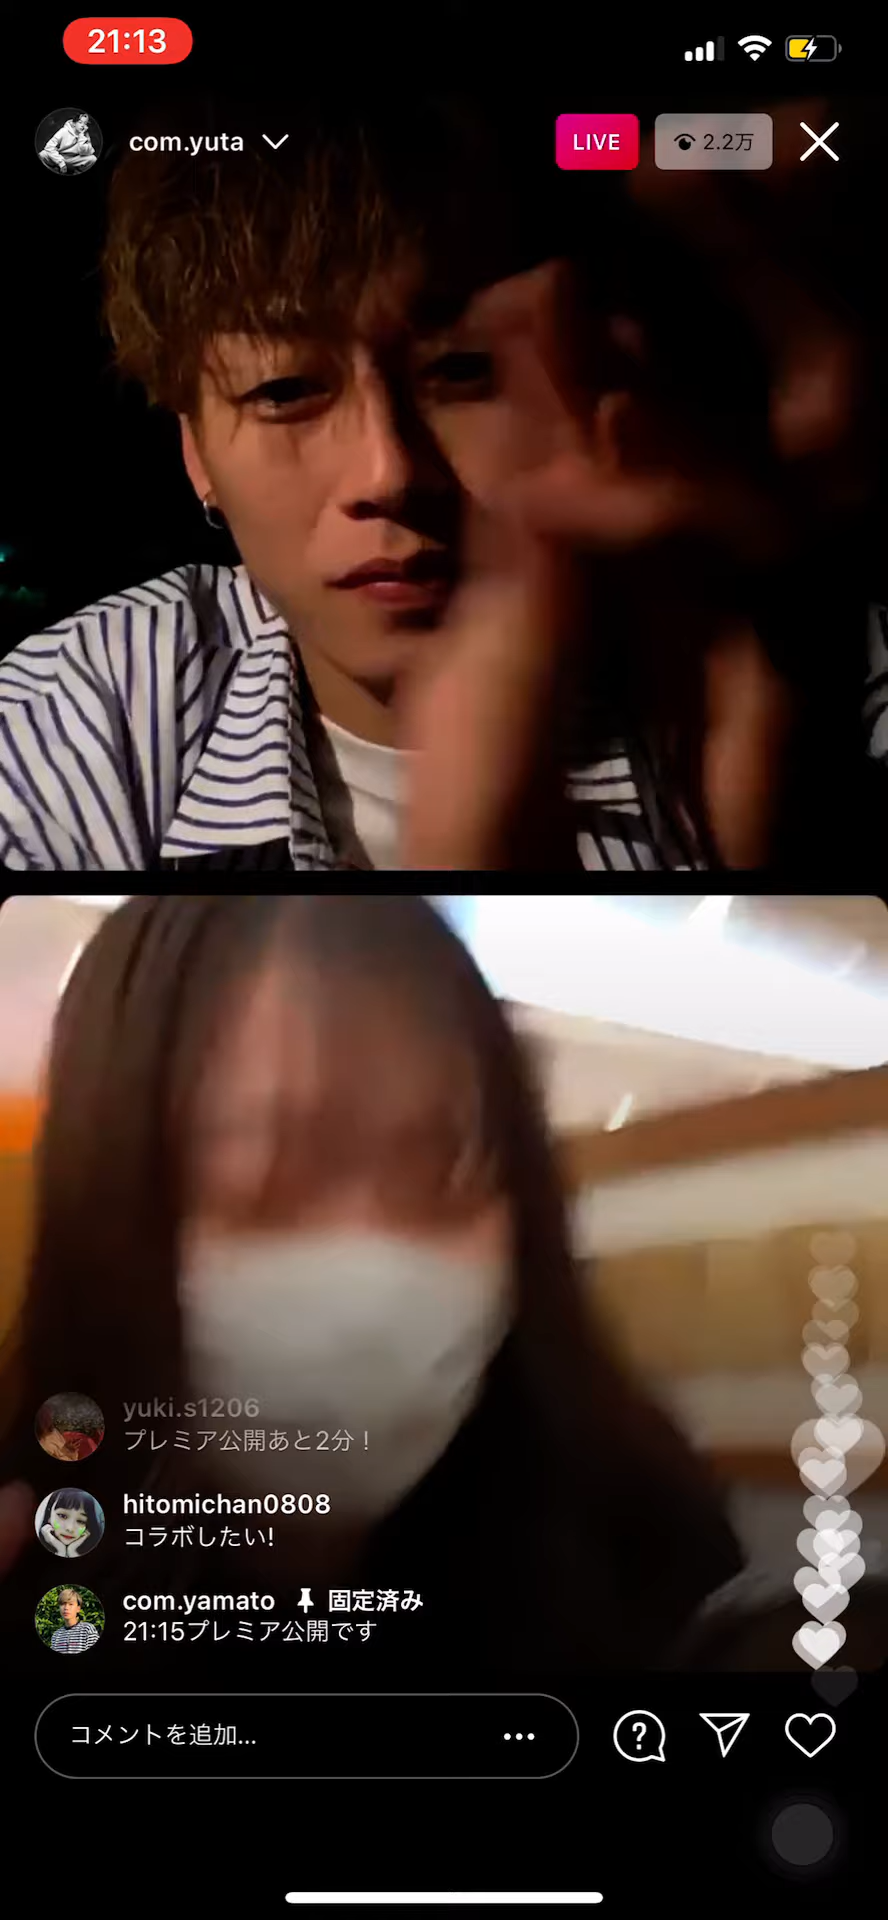 21:13
com.yuta
LIVE
2.2万
yuki.s1206
プレミア公開あと2分！
hitomichan0808
コラボしたい!
com.yamato 固定済み
21:15プレミア公開です
コメントを追加...